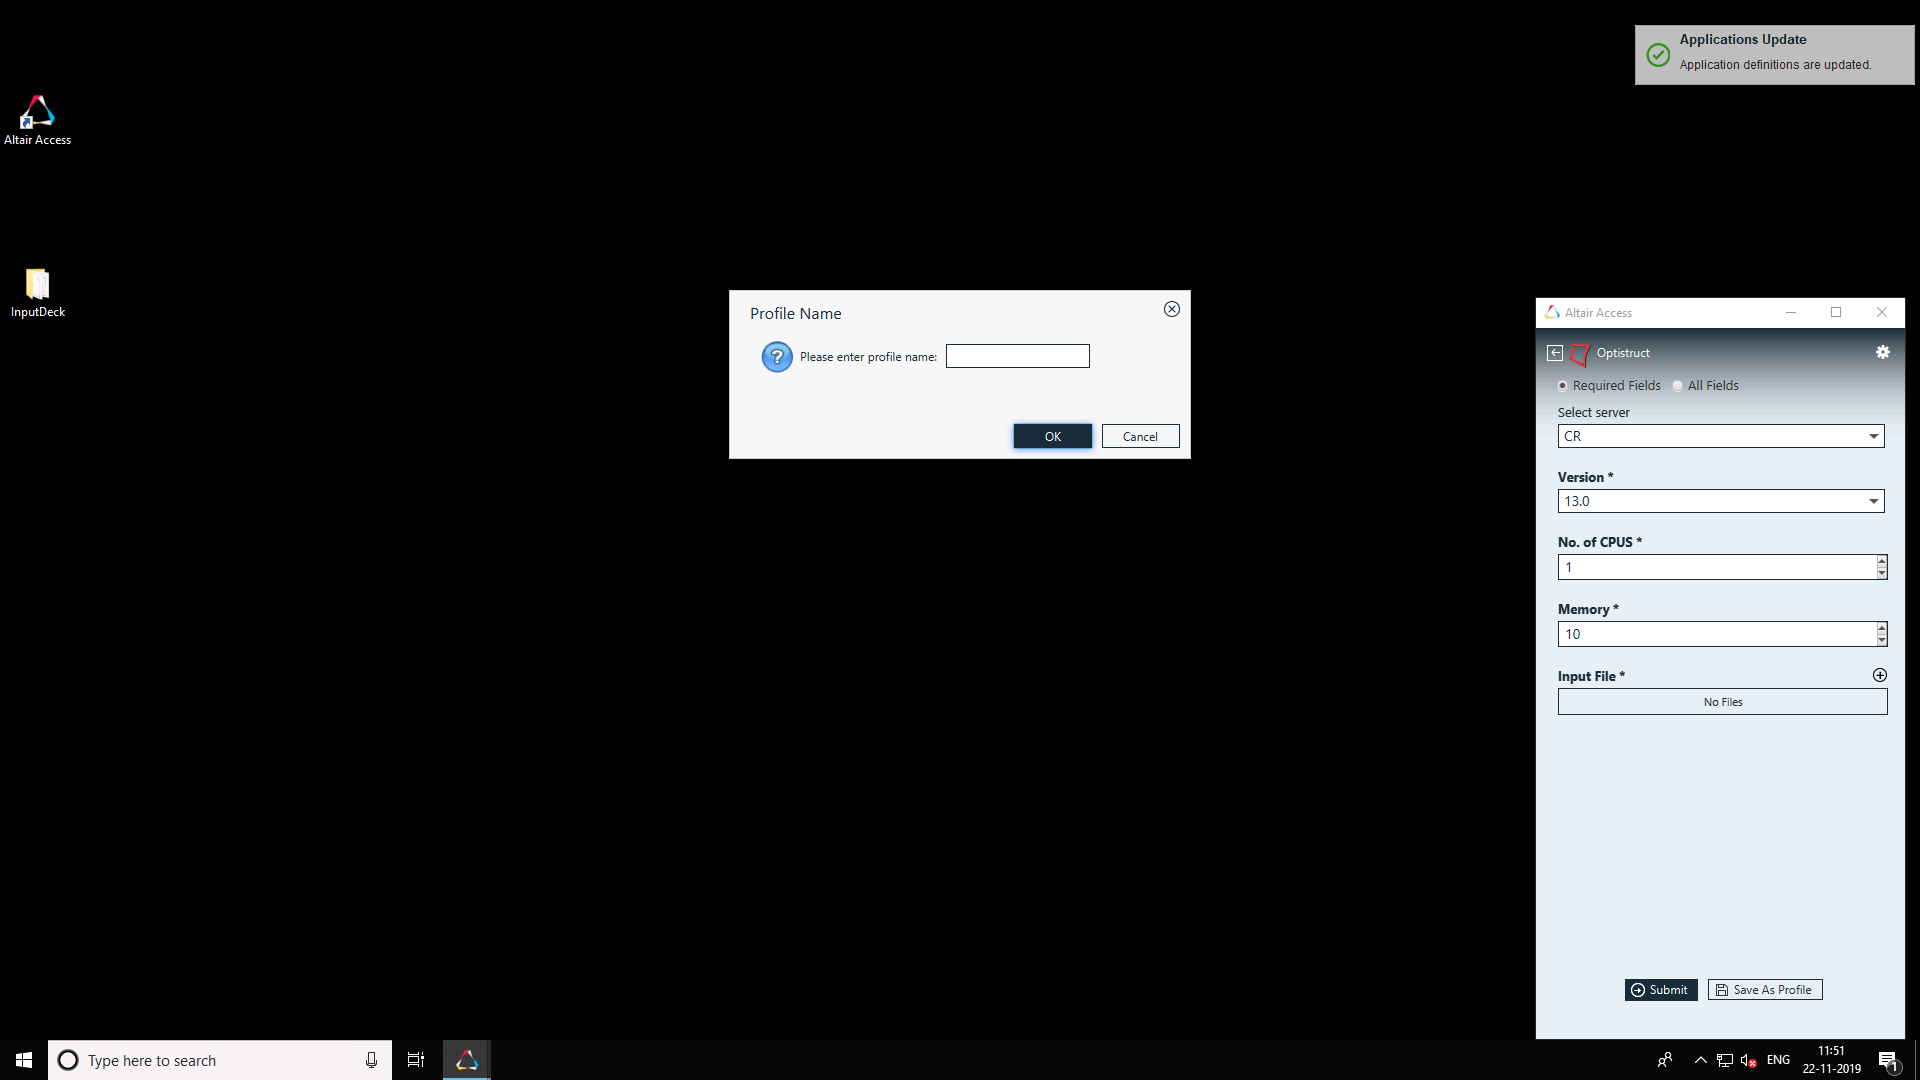 Applications Update
Application definitions are updated.
Altair Access
InputDeck
Profile Name
Please enter profile name:
OK
Cancel
Altair Access
Optistruct
Required Fields
All Fields
Select server
CR
Version *
13.0
No. of CPUS *
1
Memory *
10
Input File *
No Files
Submit
Save As Profile
Type here to search
ENG
11:51
22-11-2019
1